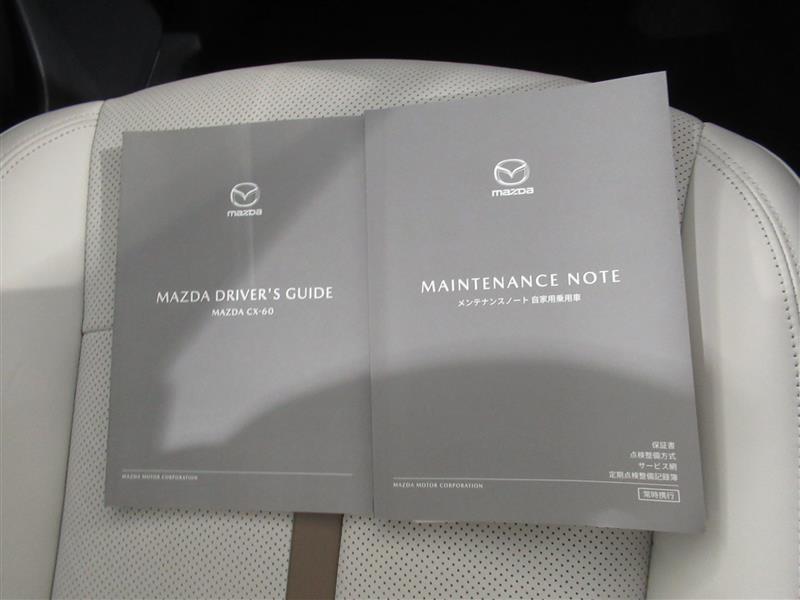 mazda
MAZDA DRIVER'S GUIDE
MAZDA CX-60
MAZDA MOTOR CORPORATION
mazda
MAINTENANCE NOTE
メンテナンスノート 自家用乗用車
保証書
点検整備方式
サービス網
定期点検整備記録簿
常時携行
MAZDA MOTOR CORPORATION